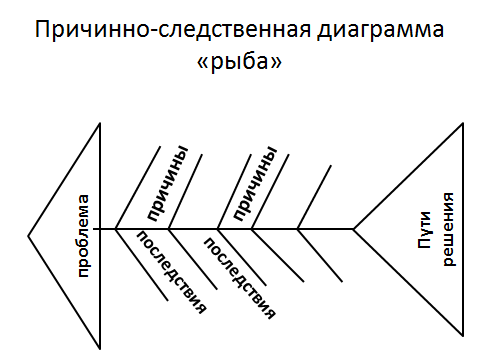 Причинно-следственная диаграмма
«рыба»
проблема
причины
причины
последствия
последствия
Пути
решения